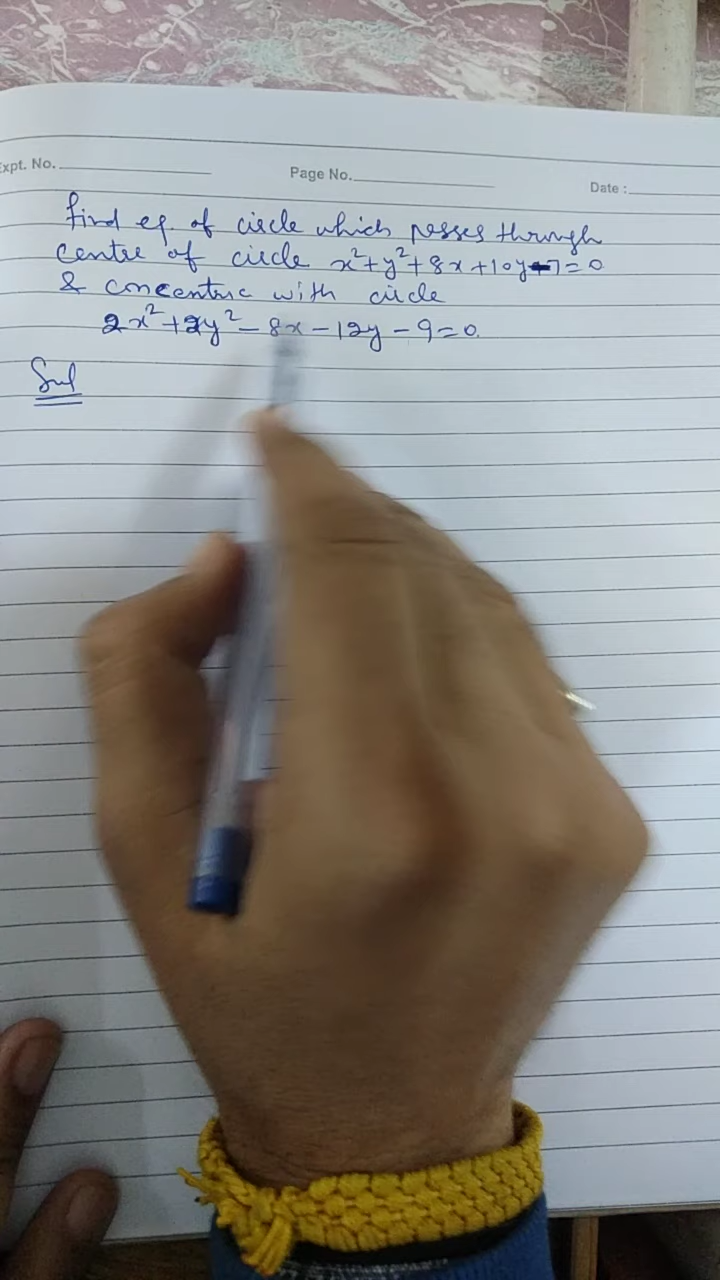 Expt. No.
Page No.
Date :
find eq. of circle which passes through
centre of circle x²+y²+8x+10y-7=0
& concentric with circle
2x²+2y²-8x-12y-9=0.
Sol